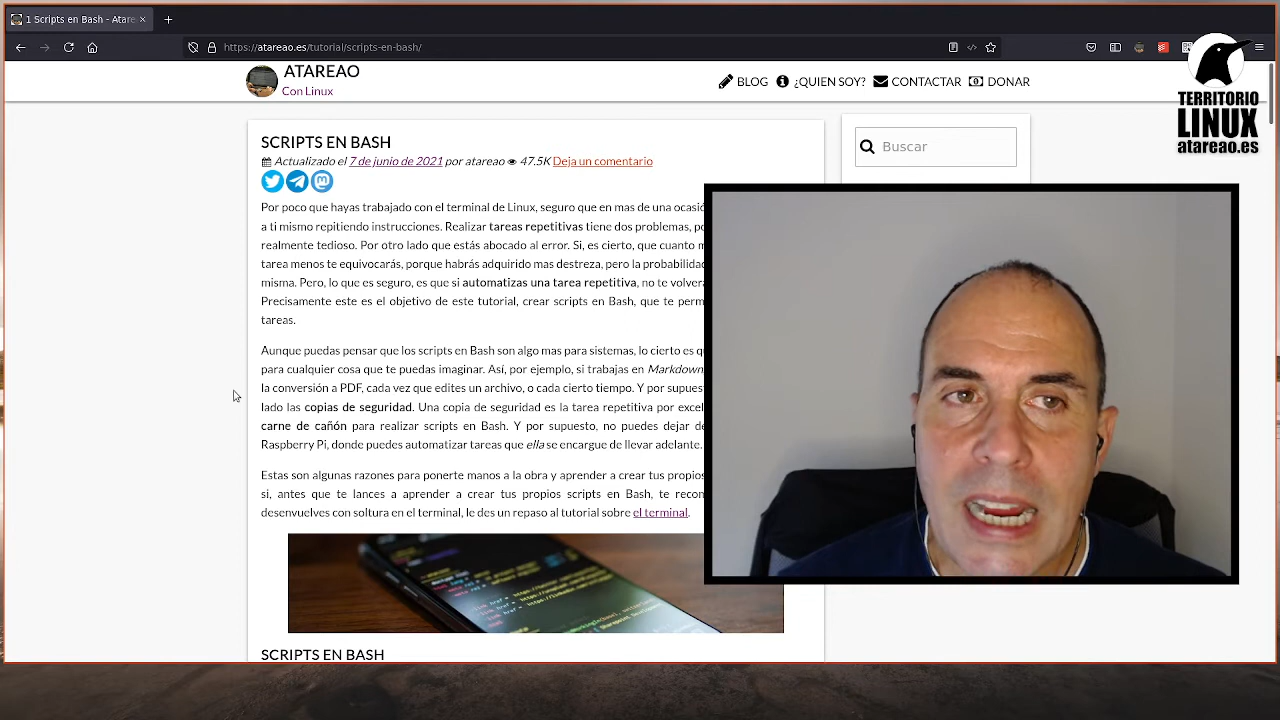 1 Scripts en Bash - Atare
https://atareao.es/tutorial/scripts-en-bash/
TERRITORIO
LINUX
atareao.es
ATAREAO
Con Linux
BLOG
¿QUIEN SOY?
CONTACTAR
DONAR
SCRIPTS EN BASH
Actualizado el 7 de junio de 2021 por atareao 47.5K Deja un comentario
Buscar
Por poco que hayas trabajado con el terminal de Linux, seguro que en mas de una ocasió
a ti mismo repitiendo instrucciones. Realizar tareas repetitivas tiene dos problemas, po
realmente tedioso. Por otro lado que estás abocado al error. Si, es cierto, que cuanto m
tarea menos te equivocarás, porque habrás adquirido mas destreza, pero la probabilidad
misma. Pero, lo que es seguro, es que si automatizas una tarea repetitiva, no te volver
Precisamente este es el objetivo de este tutorial, crear scripts en Bash, que te perm
tareas.
Aunque puedas pensar que los scripts en Bash son algo mas para sistemas, lo cierto es q
para cualquier cosa que te puedas imaginar. Así, por ejemplo, si trabajas en Markdown
la conversión a PDF, cada vez que edites un archivo, o cada cierto tiempo. Y por supues
lado las copias de seguridad. Una copia de seguridad es la tarea repetitiva por excel
carne de cañón para realizar scripts en Bash. Y por supuesto, no puedes dejar de
Raspberry Pi, donde puedes automatizar tareas que ella se encargue de llevar adelante.
Estas son algunas razones para ponerte manos a la obra y aprender a crear tus propios
si, antes que te lances a aprender a crear tus propios scripts en Bash, te recon
desenvuelves con soltura en el terminal, le des un repaso al tutorial sobre el terminal.
SCRIPTS EN BASH